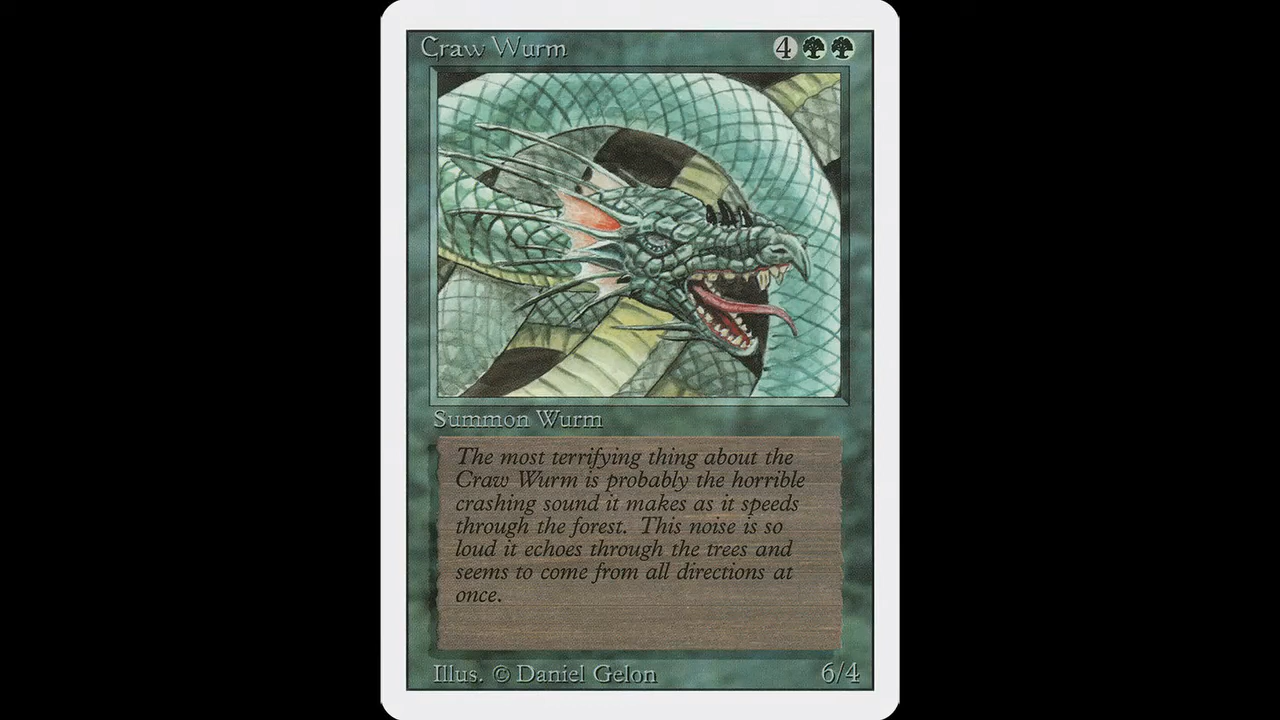 Craw Wurm 4
Summon Wurm
The most terrifying thing about the
Craw Wurm is probably the horrible
crashing sound it makes as it speeds
through the forest. This noise is so
loud it echoes through the trees and
seems to come from all directions at
once.
Illus. © Daniel Gelon 6/4